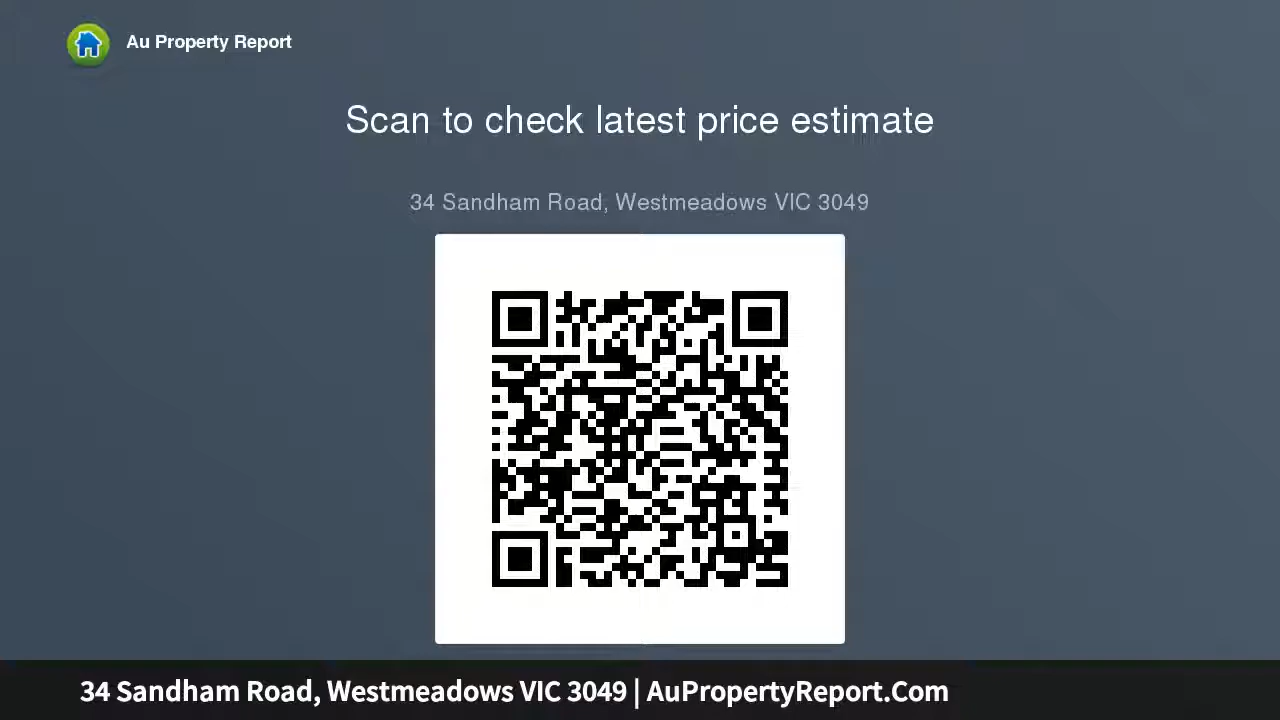 Au Property Report
Scan to check latest price estimate
34 Sandham Road, Westmeadows VIC 3049
34 Sandham Road, Westmeadows VIC 3049 | AuPropertyReport.Com